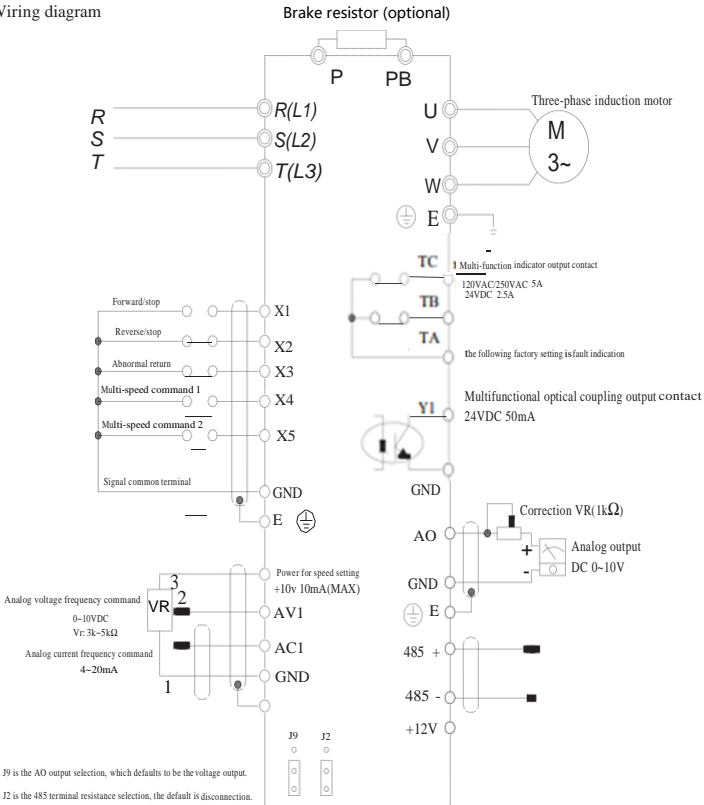 Wiring diagram
Brake resistor (optional)
P
PB
R
S
T
R(L1)
S(L2)
T(L3)
U
V
W
E
Three-phase induction motor
M
3~
TC
Multi-function indicator output contact
120VAC/250VAC 5A
24VDC 2.5A
TB
TA
the following factory setting is fault indication
Forward/stop
X1
Reverse/stop
X2
Abnormal return
X3
Multi-speed command 1
X4
Multi-speed command 2
X5
Signal common terminal
GND
E
Y1
Multifunctional optical coupling output contact
24VDC 50mA
GND
Correction VR(1kΩ)
AO
+
-
Analog output
DC 0~10V
GND
E
3
Power for speed setting
+10v 10mA(MAX)
Analog voltage frequency command
0~10VDC
Vr: 3k~5kΩ
VR
2
AV1
Analog current frequency command
4~20mA
AC1
1
GND
485 +
485 -
+12V
J9
J2
J9 is the AO output selection, which defaults to be the voltage output.
J2 is the 485 terminal resistance selection, the default is disconnection.